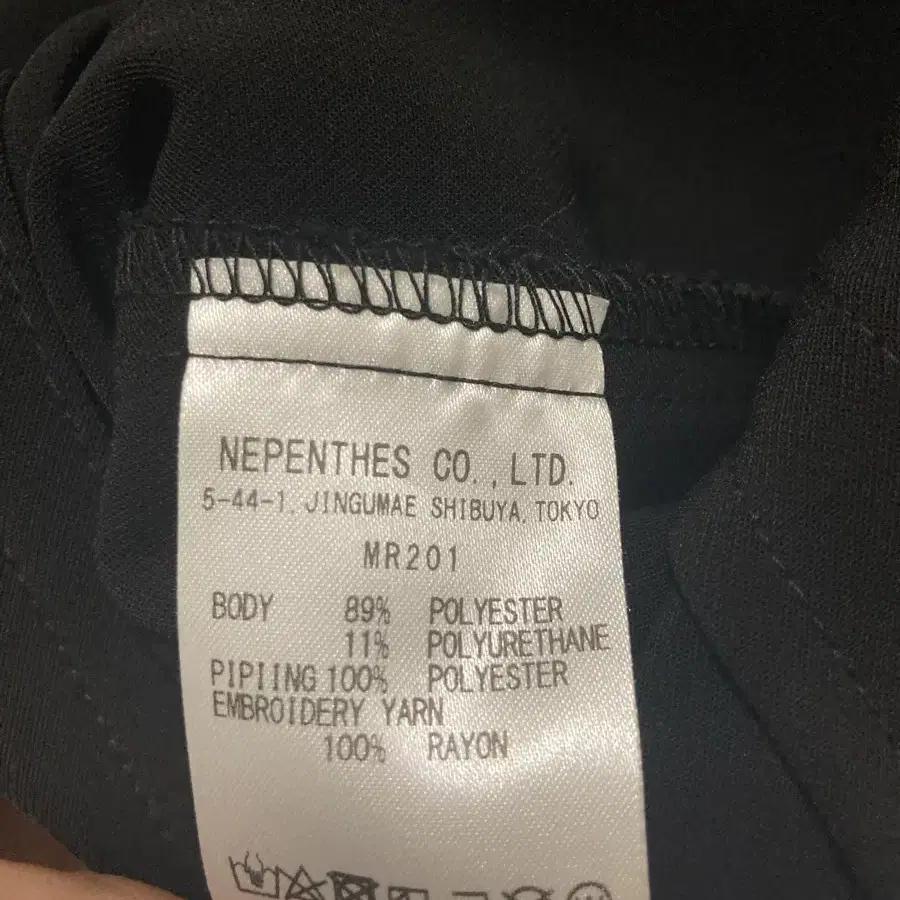 NEPENTHES CO.,LTD.
5-44-1, JINGUMAE SHIBUYA, TOKYO
MR201
BODY 89% POLYESTER
11% POLYURETHANE
PIPIING 100% POLYESTER
EMBROIDERY YARN
100% RAYON